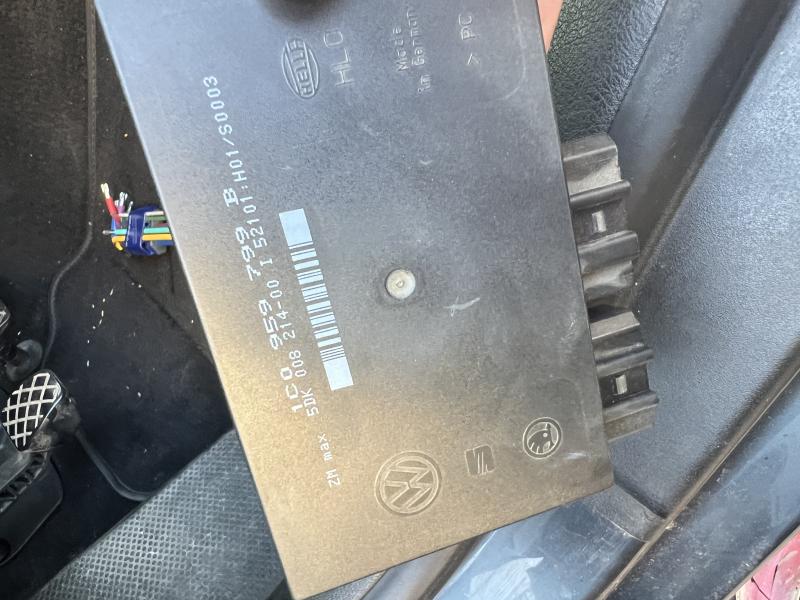 HELLA
HLO
Made
in Germany
> PC
1C0 959 799 B
5DK 008 214-00 I 52101:H01/S0003
ZM max